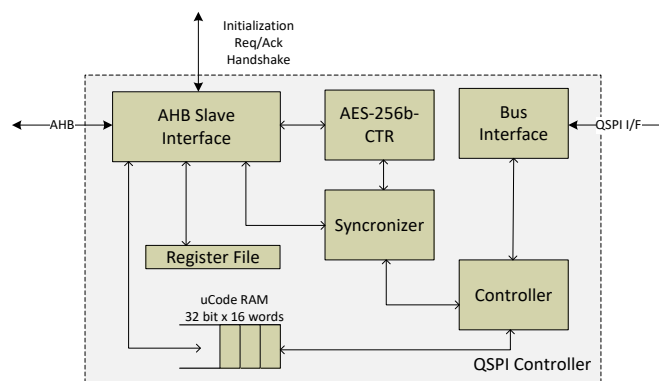 Initialization
Req/Ack
Handshake
AHB
AHB Slave
Interface
AES-256b-
CTR
Bus
Interface
QSPI I/F
Syncronizer
Register File
Controller
uCode RAM
32 bit x 16 words
QSPI Controller